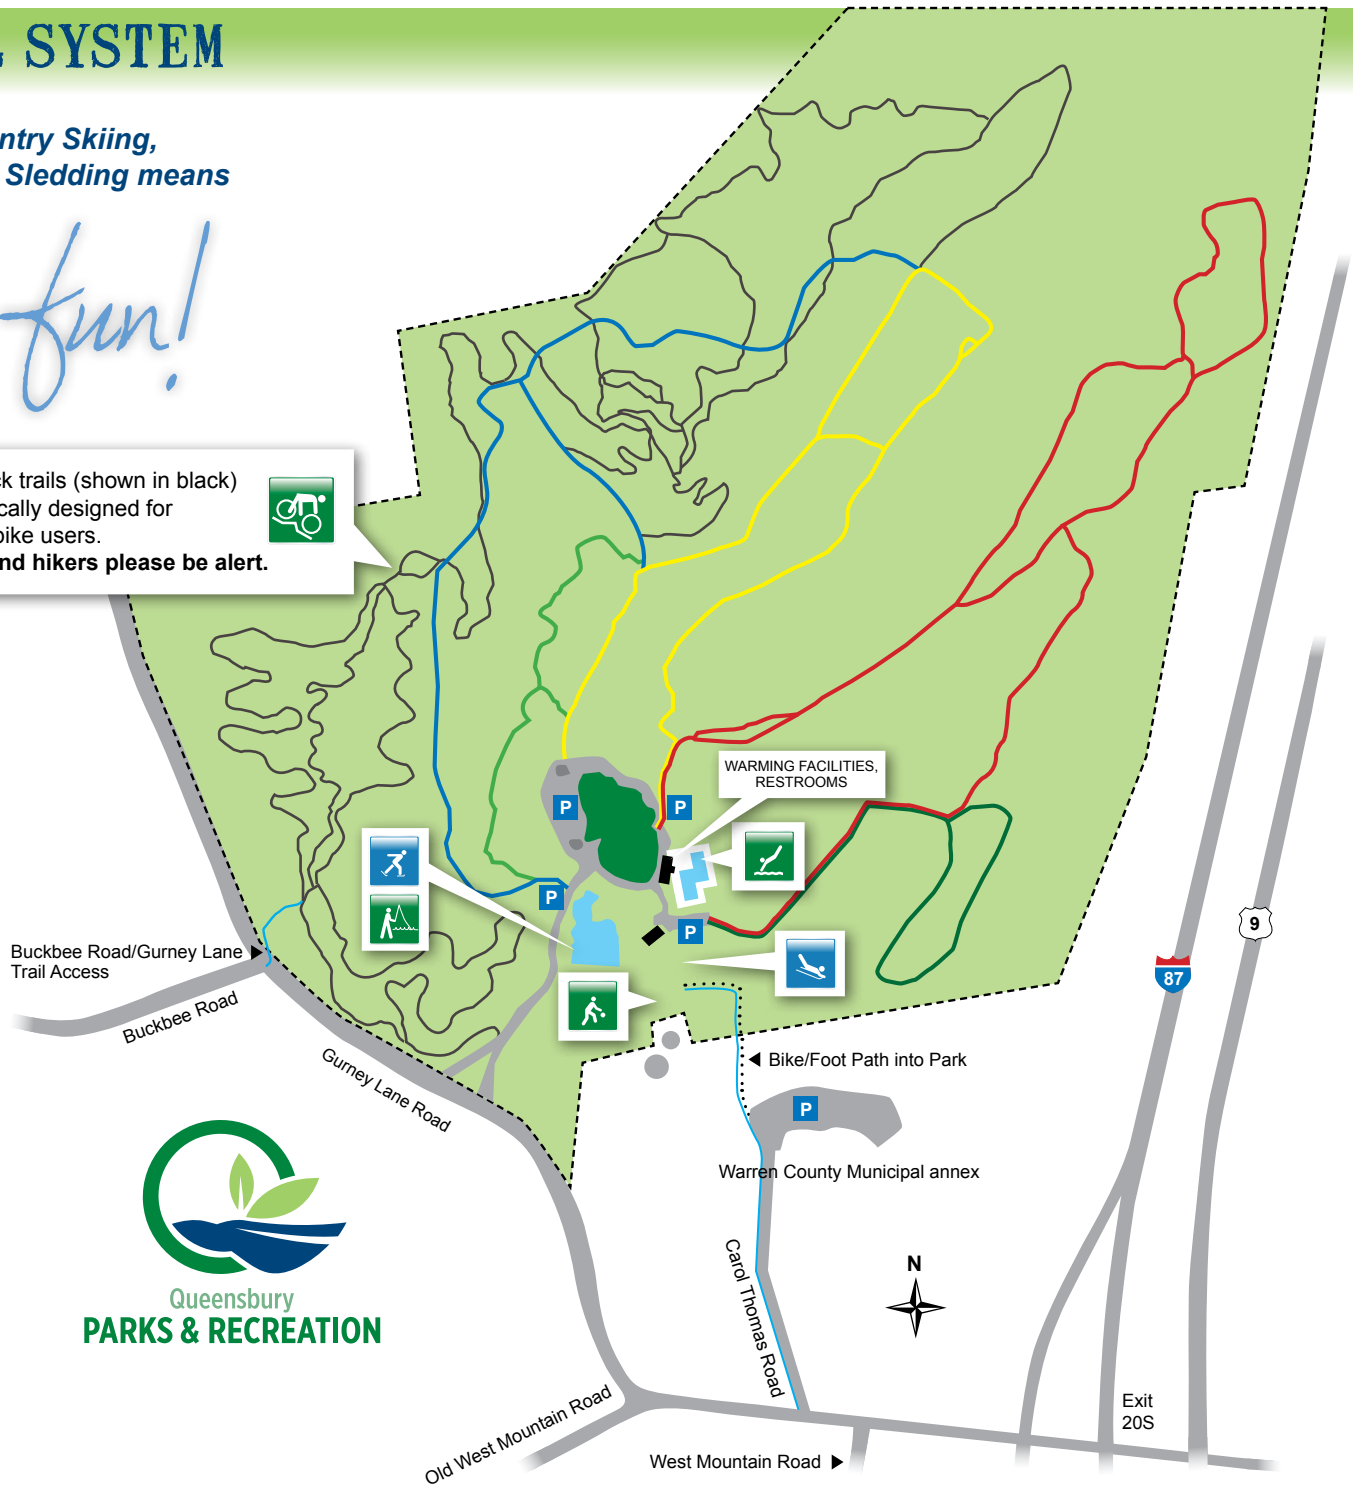 SYSTEM
ntry Skiing,
Sledding means
fun!
ck trails (shown in black)
cally designed for
bike users.
nd hikers please be alert.
WARMING FACILITIES,
RESTROOMS
P
P
P
P
Buckbee Road/Gurney Lane
Trail Access
Buckbee Road
Gurney Lane Road
Bike/Foot Path into Park
P
Warren County Municipal annex
9
87
Carol Thomas Road
N
Queensbury
PARKS & RECREATION
Exit
20S
Old West Mountain Road
West Mountain Road